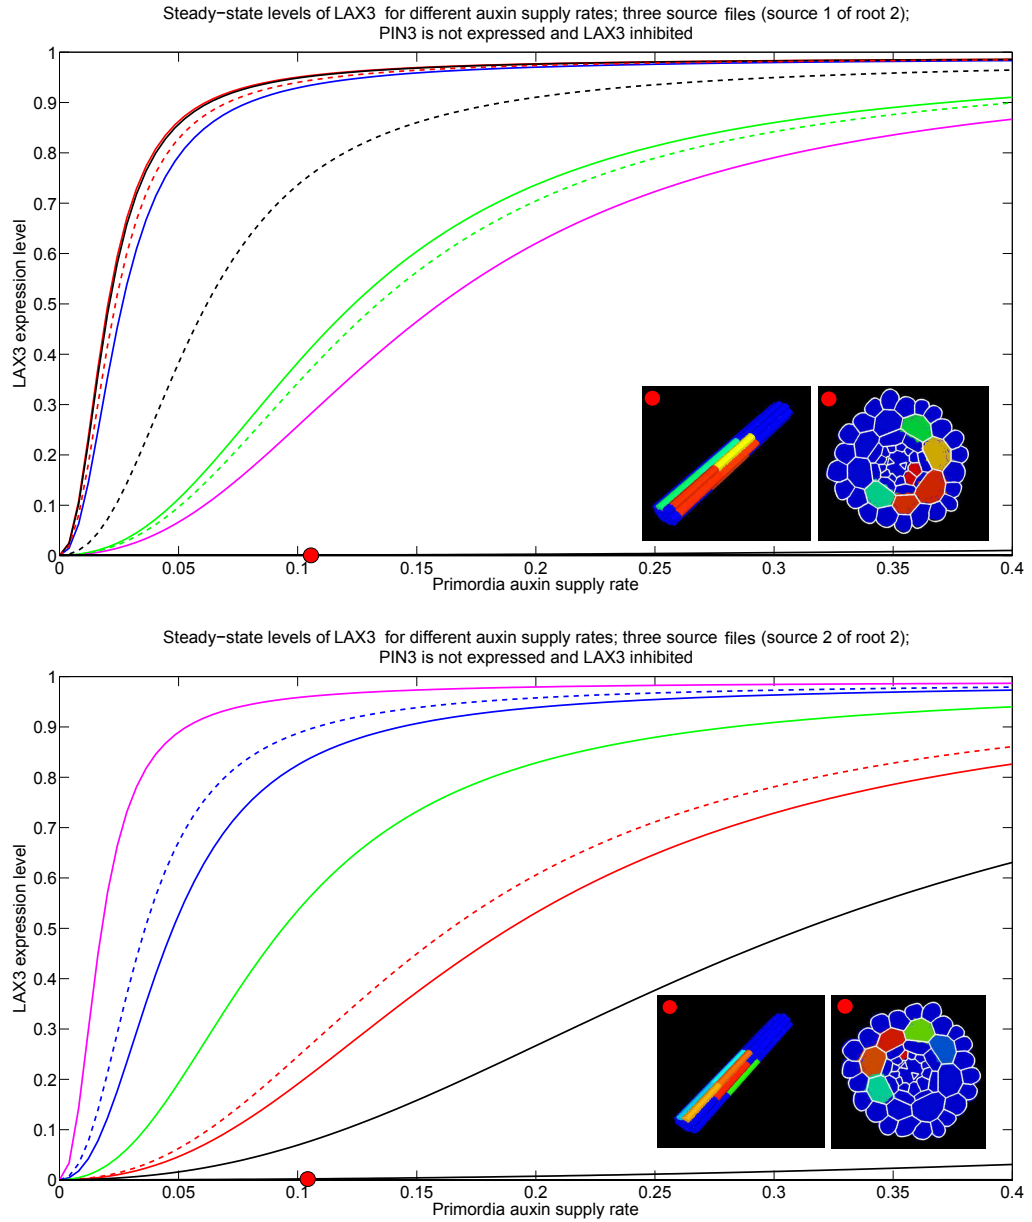 Steady−state levels of LAX3 for different auxin supply rates; three source files (source 1 of root 2);
PIN3 is not expressed and LAX3 inhibited
1
0.9
0.8
0.7
0.6
0.5
0.4
0.3
0.2
0.1
0
LAX3 expression level
0 0.05 0.1 0.15 0.2 0.25 0.3 0.35 0.4
Primordia auxin supply rate
Steady−state levels of LAX3 for different auxin supply rates; three source files (source 2 of root 2);
PIN3 is not expressed and LAX3 inhibited
1
0.9
0.8
0.7
0.6
0.5
0.4
0.3
0.2
0.1
0
LAX3 expression level
0 0.05 0.1 0.15 0.2 0.25 0.3 0.35 0.4
Primordia auxin supply rate